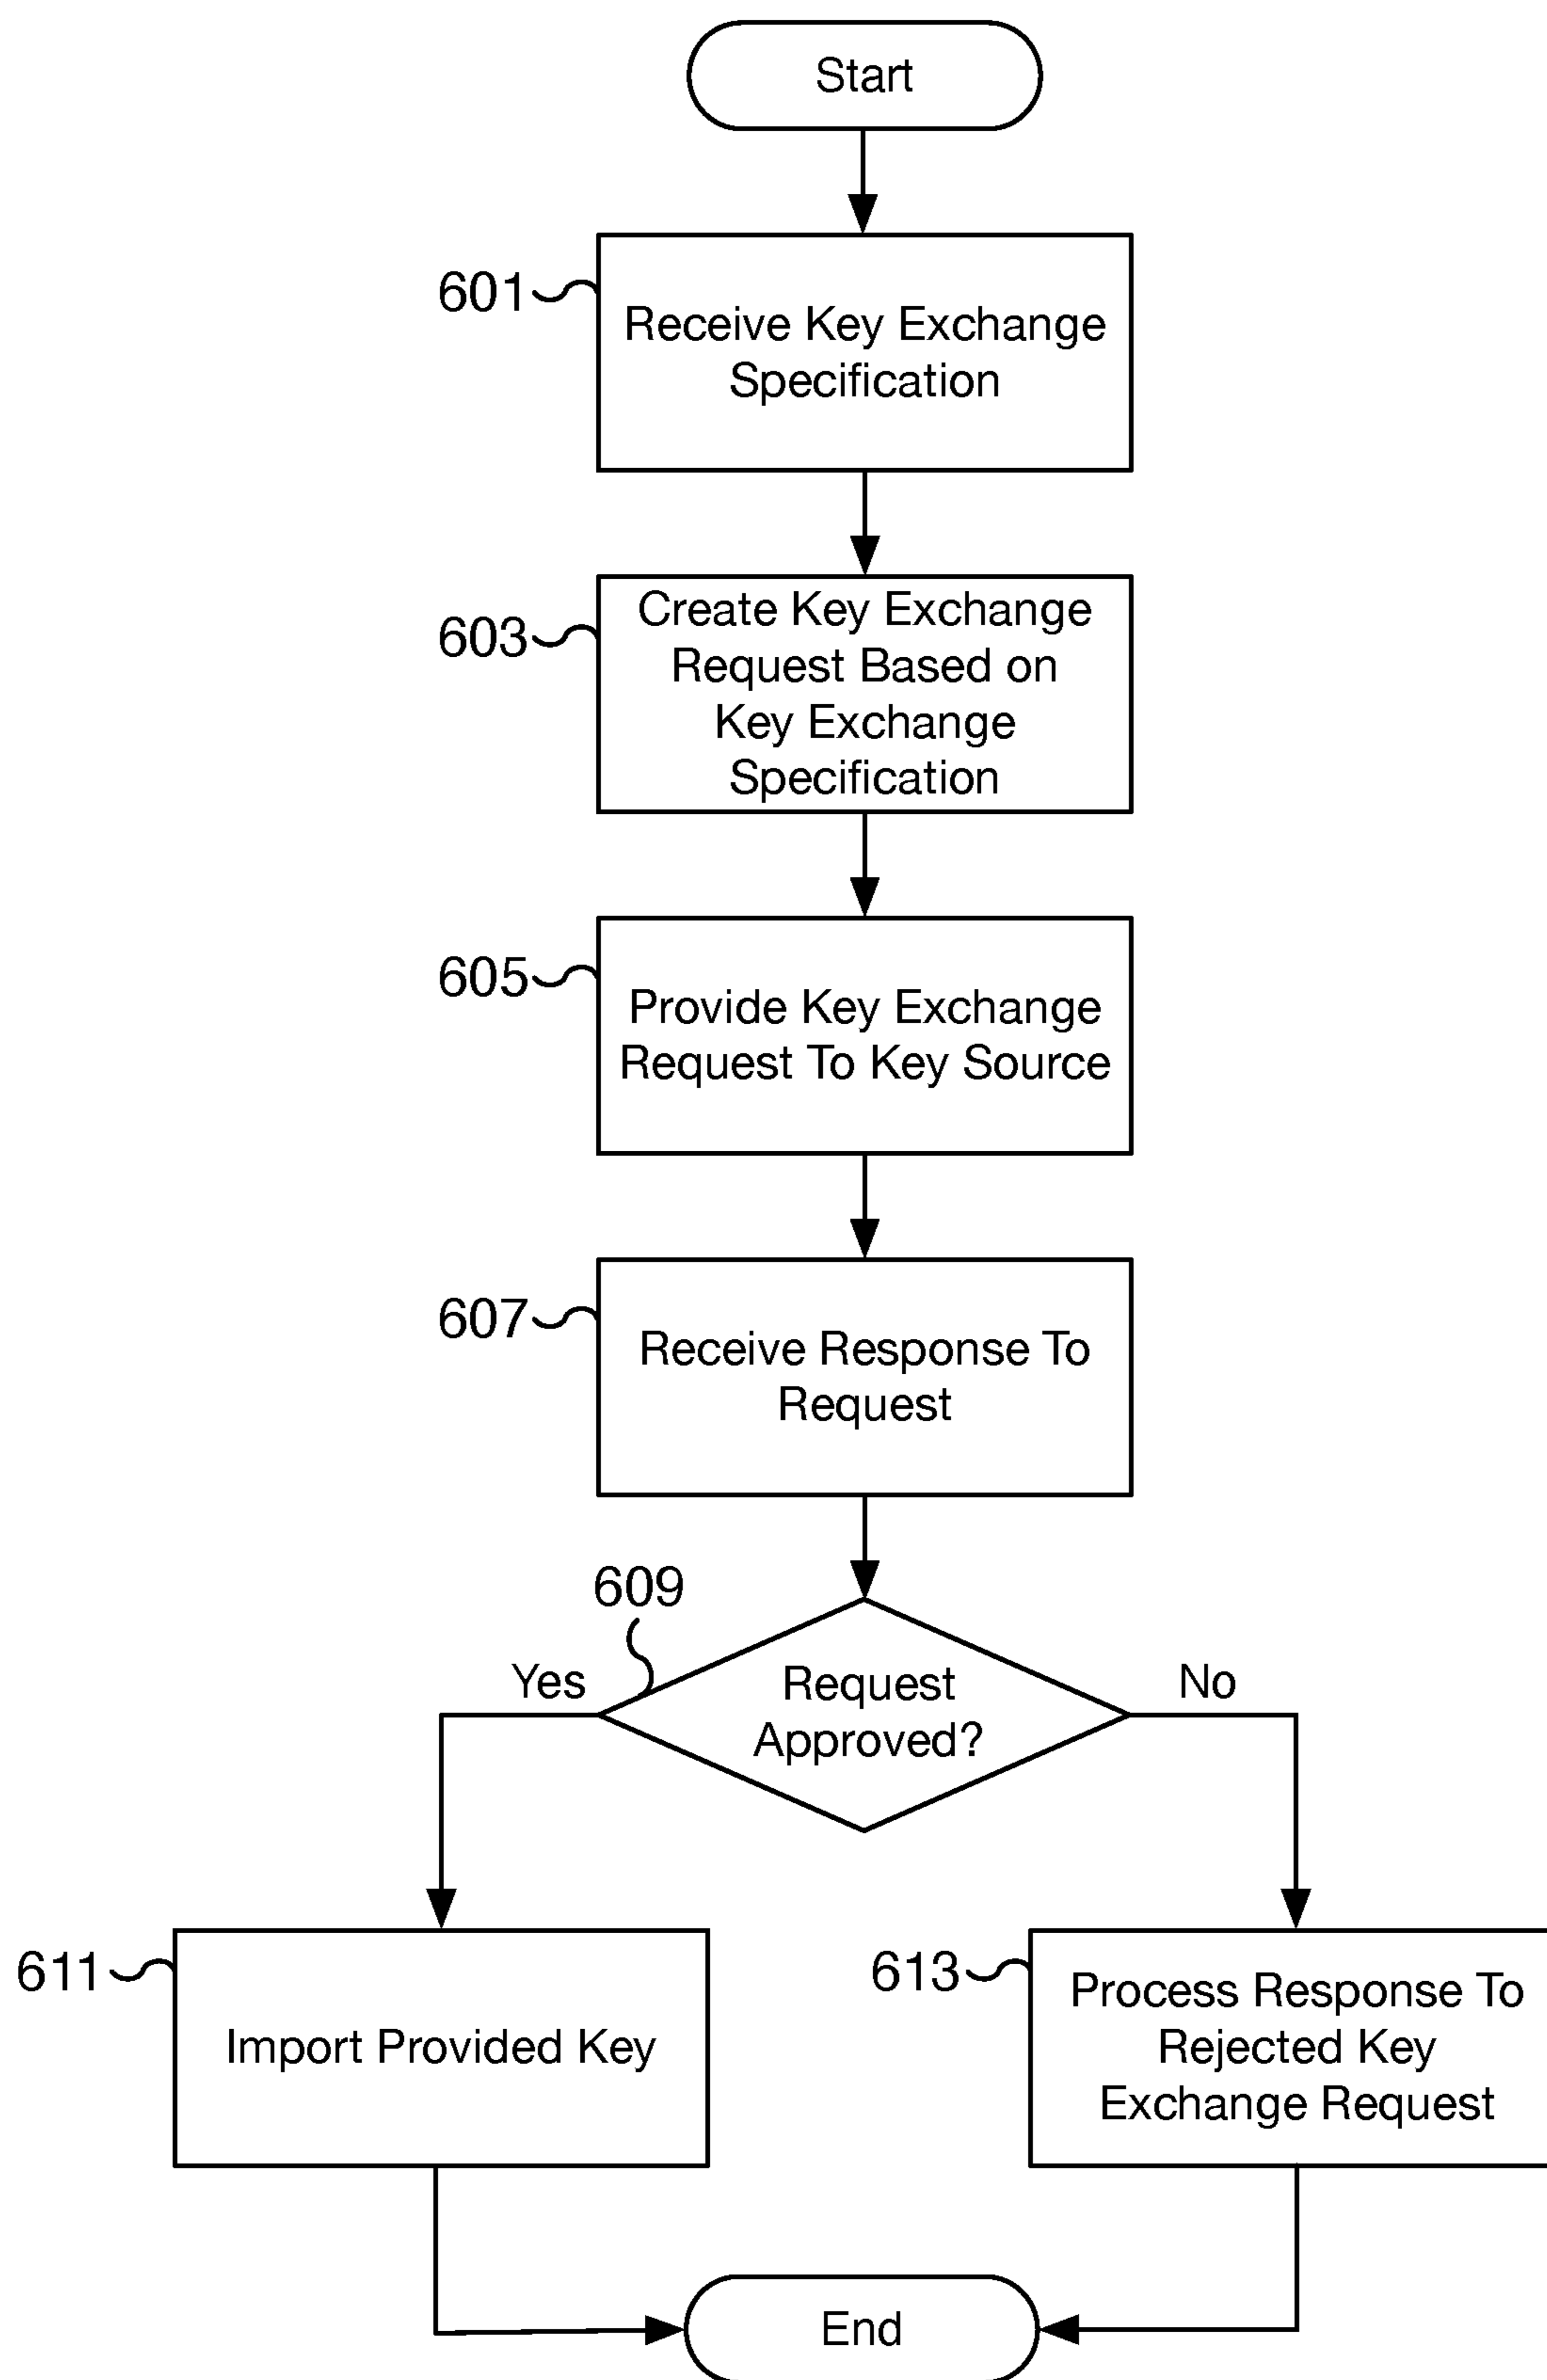 Start
601
Receive Key Exchange
Specification
603
Create Key Exchange
Request Based on
Key Exchange
Specification
605
Provide Key Exchange
Request To Key Source
607
Receive Response To
Request
609
Yes
Request
Approved?
No
611
Import Provided Key
613
Process Response To
Rejected Key
Exchange Request
End